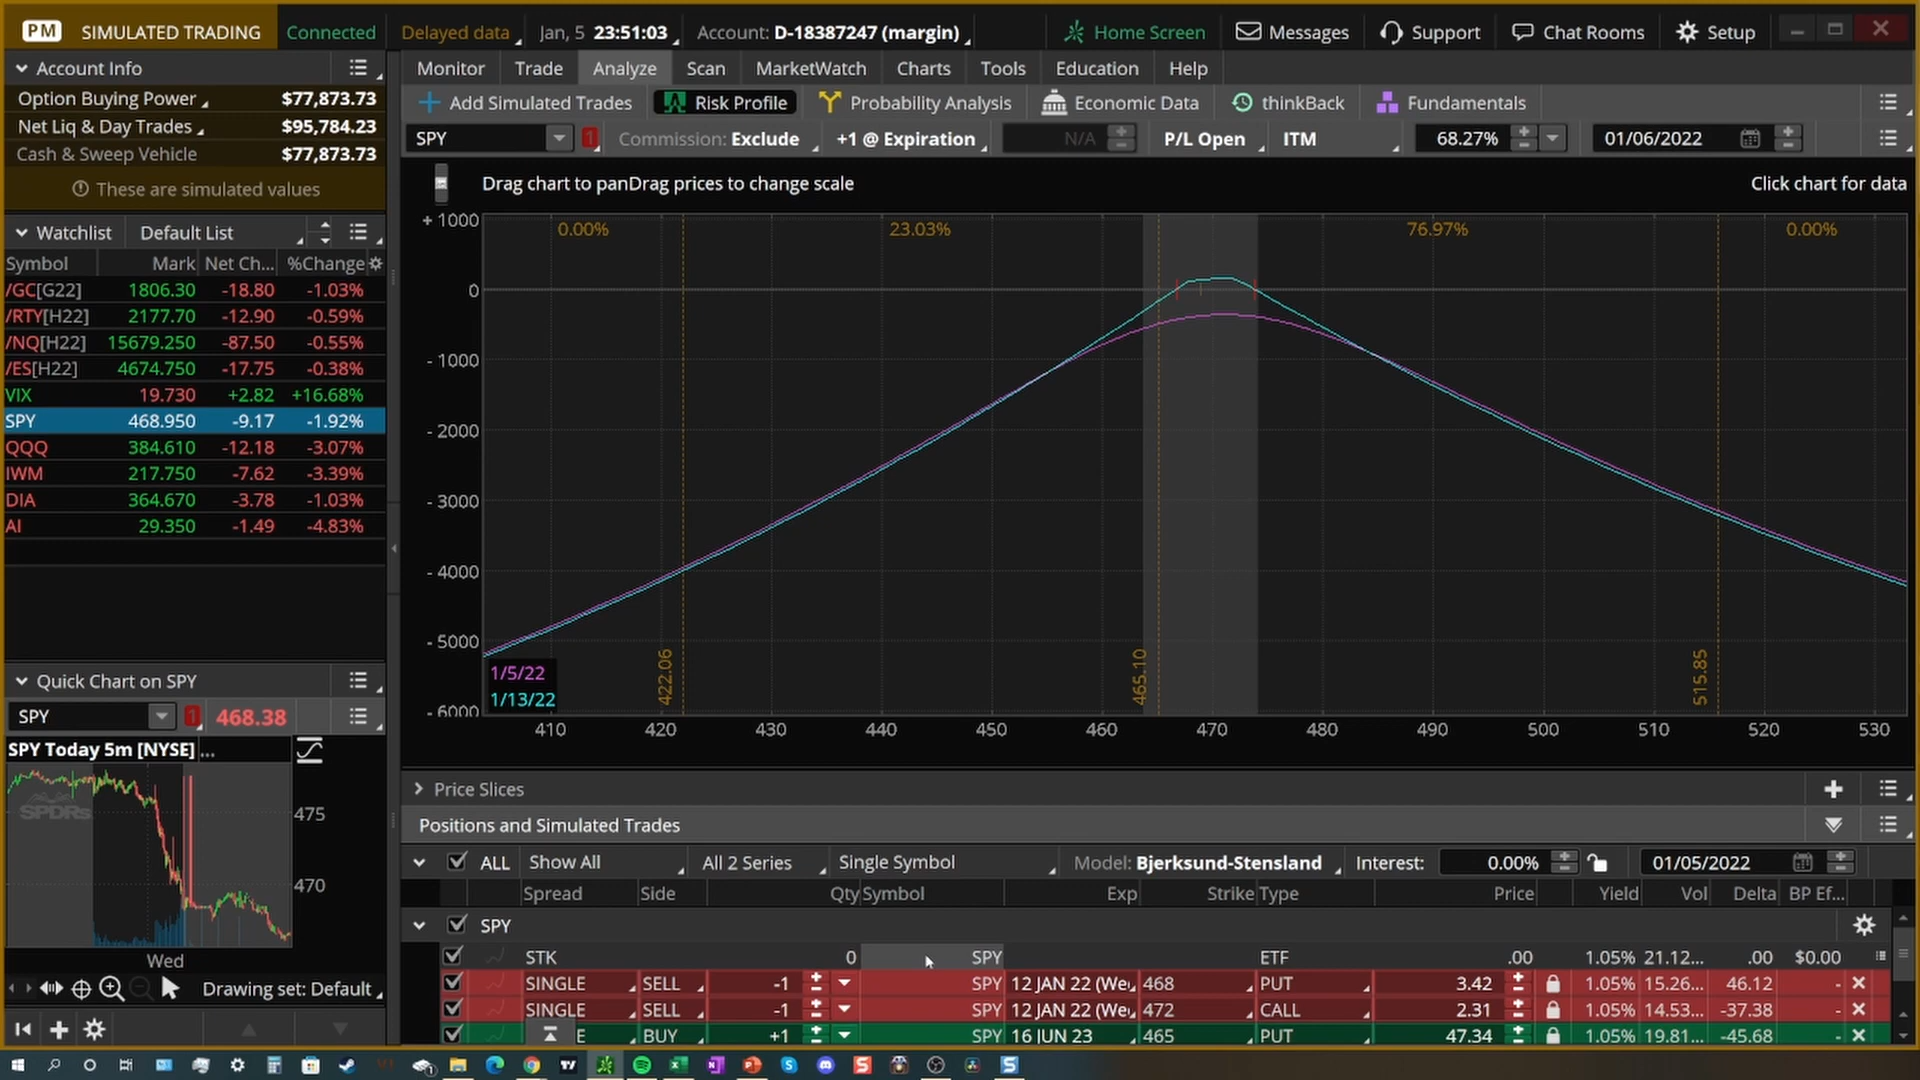 PM SIMULATED TRADING Connected Delayed data Jan, 5 23:51:03 Account: D-18387247 (margin) Home Screen Messages Support Chat Rooms Setup
Account Info
Option Buying Power $77,873.73
Net Liq & Day Trades $95,784.23
Cash & Sweep Vehicle $77,873.73
These are simulated values
Watchlist Default List
Symbol Mark Net Ch... %Change
/GC[G22] 1806.30 -18.80 -1.03%
/RTY[H22] 2177.70 -12.90 -0.59%
/NQ[H22] 15679.250 -87.50 -0.55%
/ES[H22] 4674.750 -17.75 -0.38%
VIX 19.730 +2.82 +16.68%
SPY 468.950 -9.17 -1.92%
QQQ 384.610 -12.18 -3.07%
IWM 217.750 -7.62 -3.39%
DIA 364.670 -3.78 -1.03%
AI 29.350 -1.49 -4.83%
Quick Chart on SPY
SPY 1 468.38
SPY Today 5m [NYSE] ...
SPDRs
475
470
Wed
Drawing set: Default
Monitor Trade Analyze Scan MarketWatch Charts Tools Education Help
Add Simulated Trades Risk Profile Probability Analysis Economic Data thinkBack Fundamentals
SPY 1 Commission: Exclude +1 @ Expiration N/A P/L Open ITM 68.27% 01/06/2022
Drag chart to panDrag prices to change scale Click chart for data
+ 1000
0
- 1000
- 2000
- 3000
- 4000
- 5000
- 6000
0.00% 23.03% 76.97% 0.00%
422.06 465.10 515.85
1/5/22
1/13/22
410 420 430 440 450 460 470 480 490 500 510 520 530
Price Slices
Positions and Simulated Trades
ALL Show All All 2 Series Single Symbol Model: Bjerksund-Stensland Interest: 0.00% 01/05/2022
Spread Side Qty Symbol Exp Strike Type Price Yield Vol Delta BP Ef...
SPY
STK 0 SPY ETF .00 1.05% 21.12... .00 $0.00
SINGLE SELL -1 SPY 12 JAN 22 (We 468 PUT 3.42 1.05% 15.26... 46.12 -
SINGLE SELL -1 SPY 12 JAN 22 (We 472 CALL 2.31 1.05% 14.53... -37.38 -
E BUY +1 SPY 16 JUN 23 465 PUT 47.34 1.05% 19.81... -45.68 -